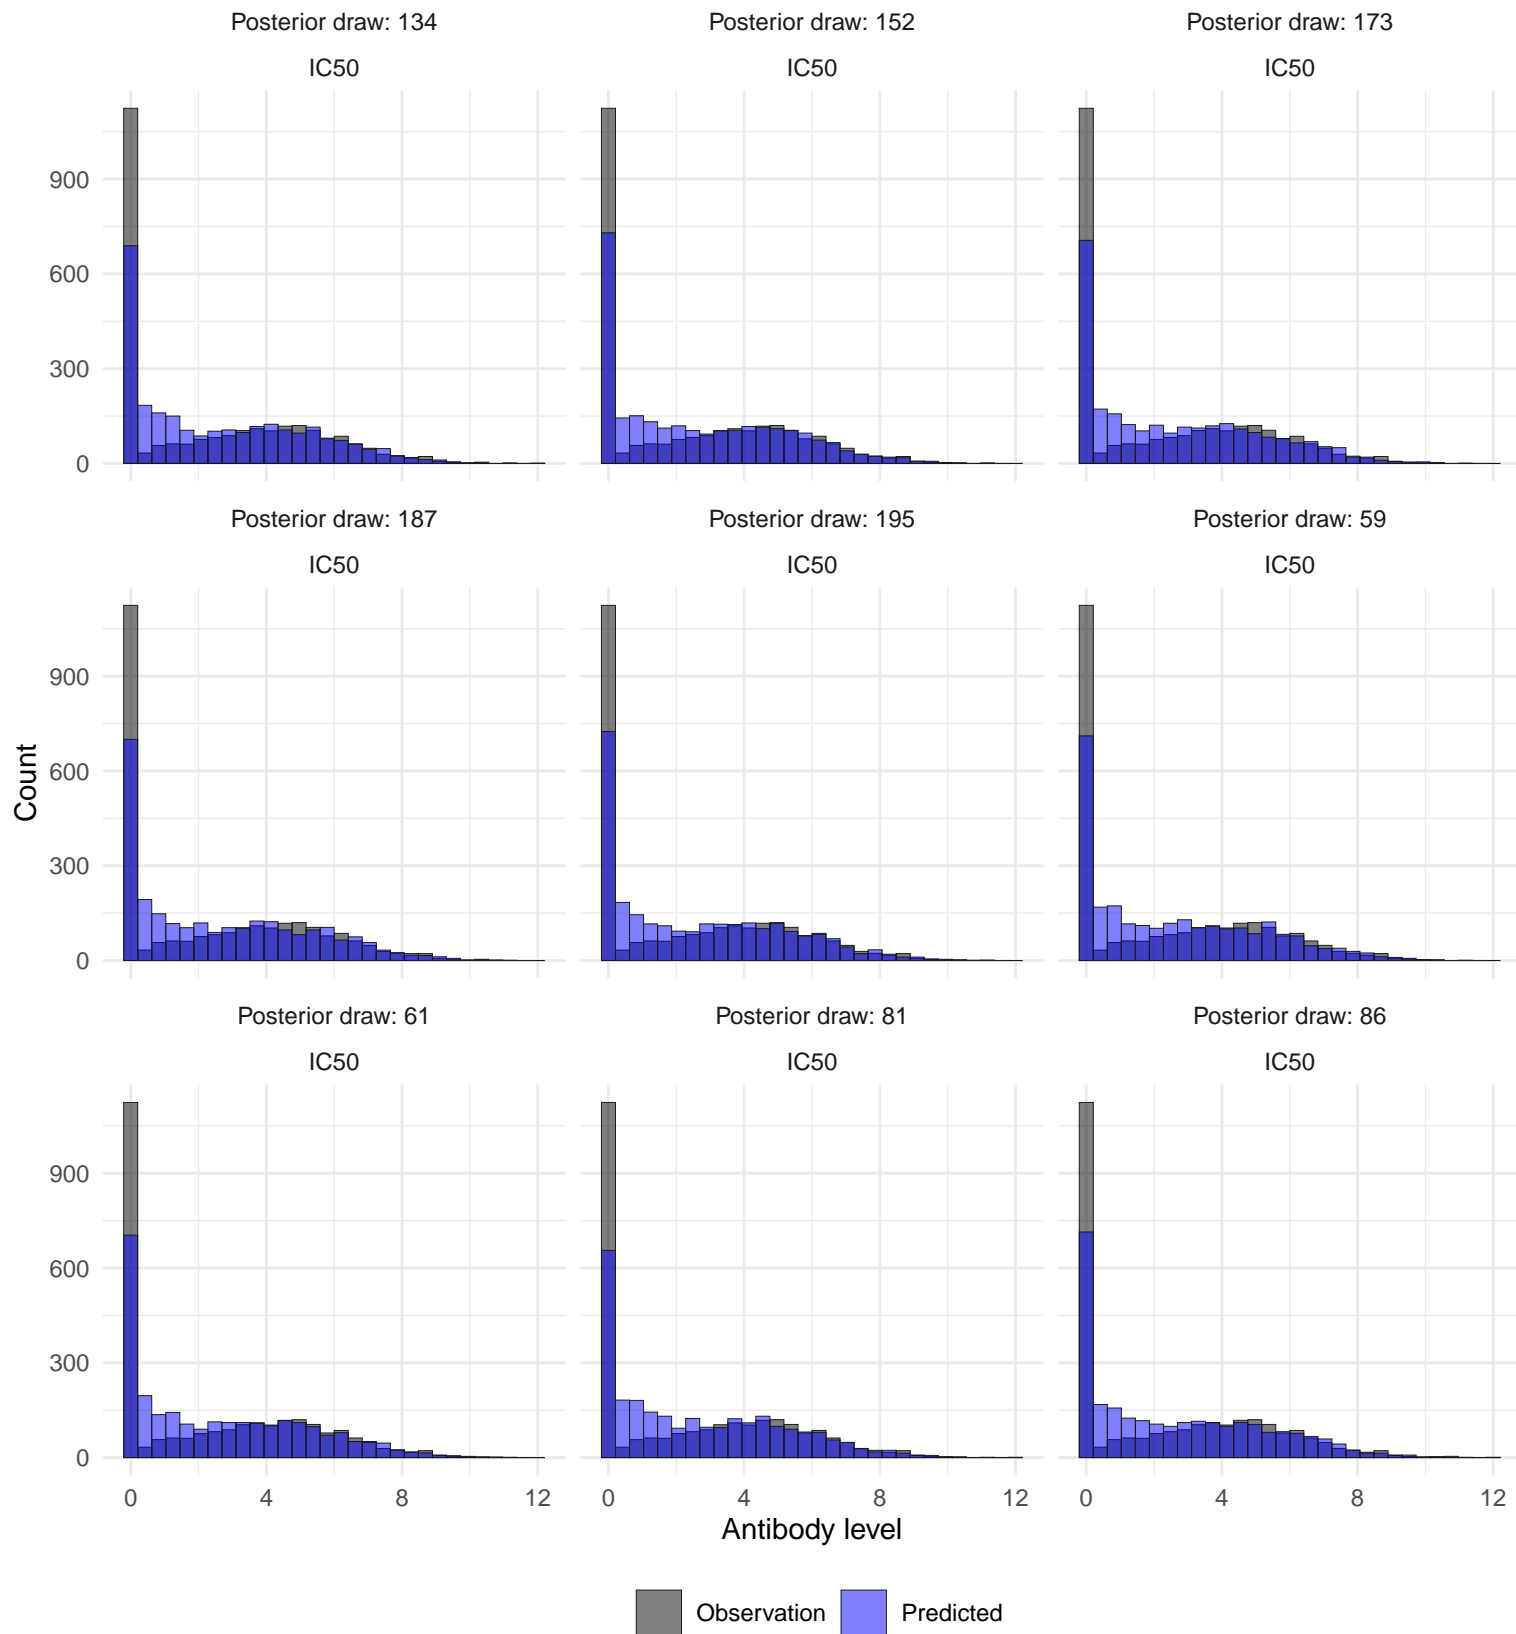 Posterior draw: 134
Posterior draw: 152
Posterior draw: 173
IC50
IC50
IC50
900
600
300
0
Posterior draw: 187
Posterior draw: 195
Posterior draw: 59
IC50
IC50
IC50
900
600
300
0
Count
Posterior draw: 61
Posterior draw: 81
Posterior draw: 86
IC50
IC50
IC50
900
600
300
0
0 4 8 12
0 4 8 12
0 4 8 12
Antibody level
Observation
Predicted